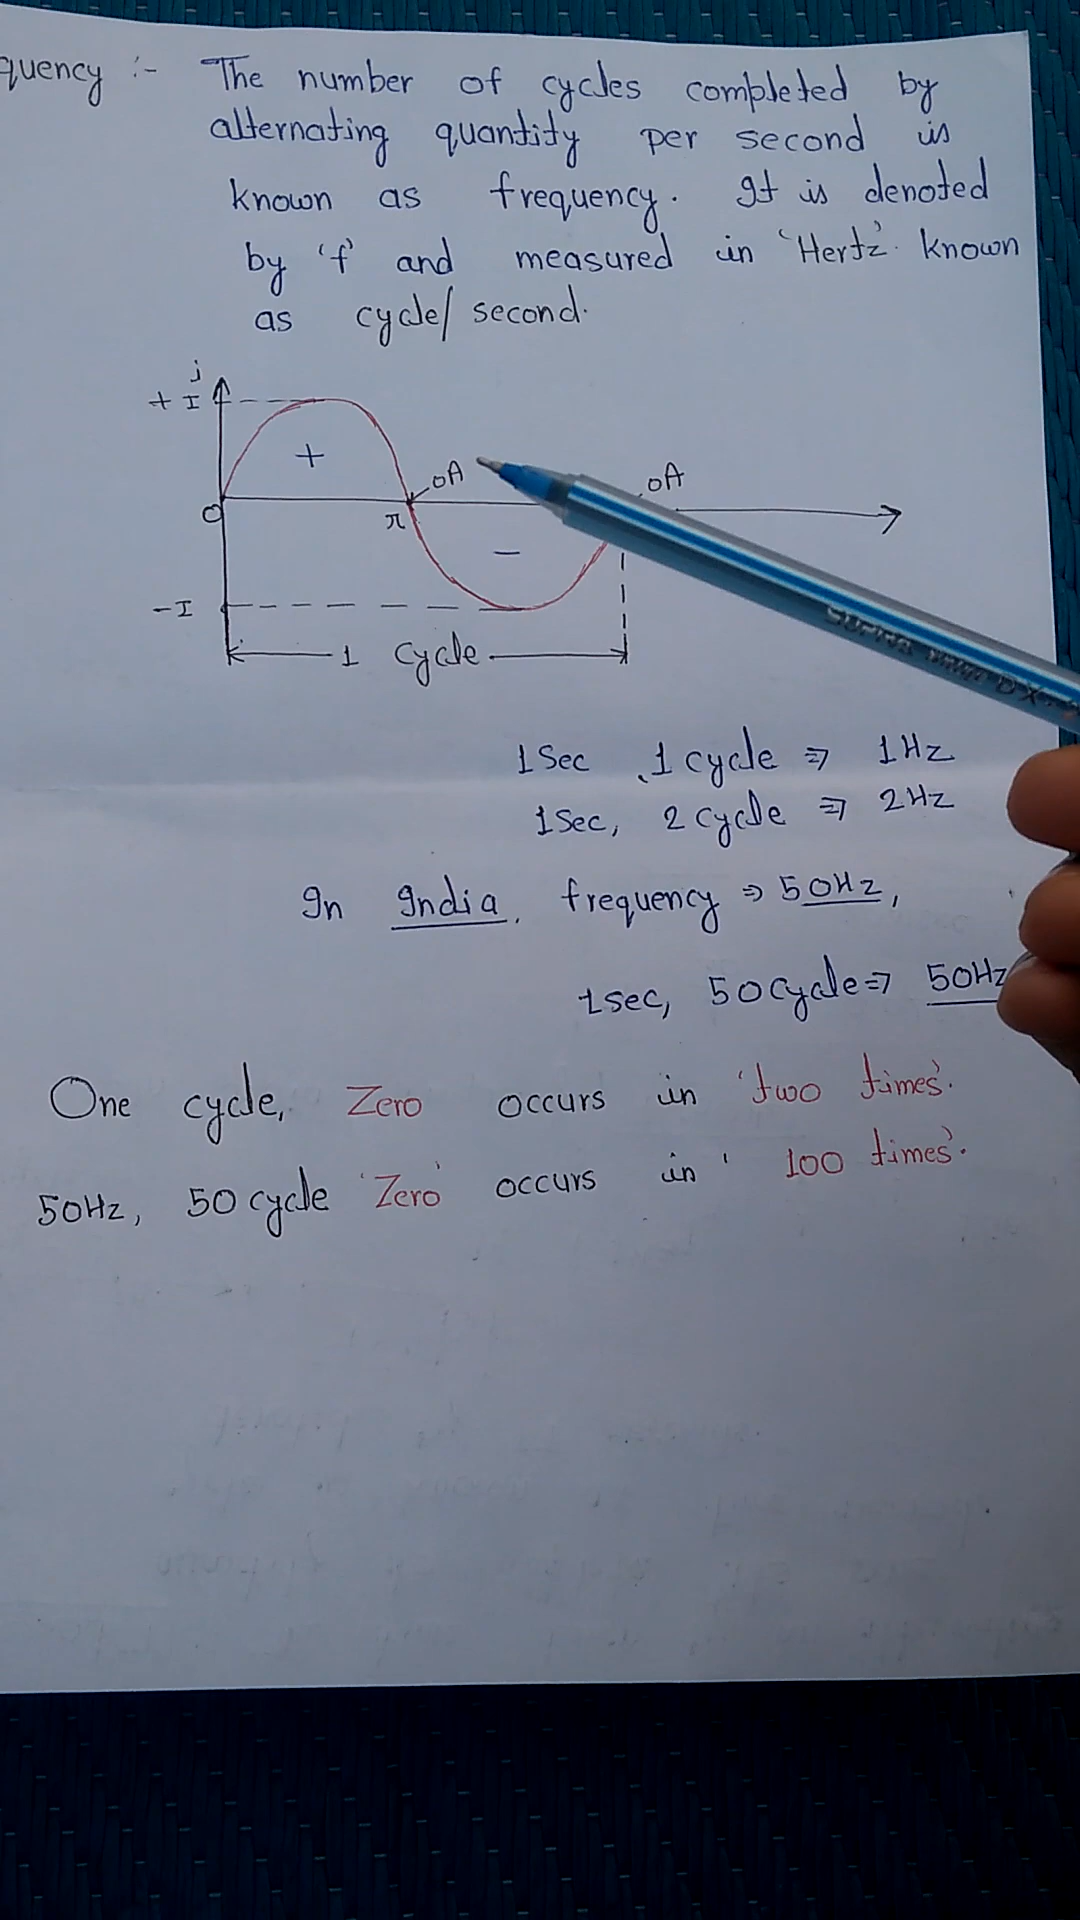 quency :- The number of cycles completed by
alternating quantity per second is
known as frequency. It is denoted
by 'f' and measured in 'Hertz'. known
as cycle/second.
i
+I
+
0A
0A
0
π
-
-I
1 cycle
1 Sec, 1 cycle ⇒ 1Hz
1 Sec, 2 cycle ⇒ 2Hz
In India, frequency ⇒ 50Hz,
1sec, 50 cycle ⇒ 50Hz
One cycle, Zero occurs in 'two times'.
50Hz, 50 cycle 'Zero' occurs in ' 100 times'.